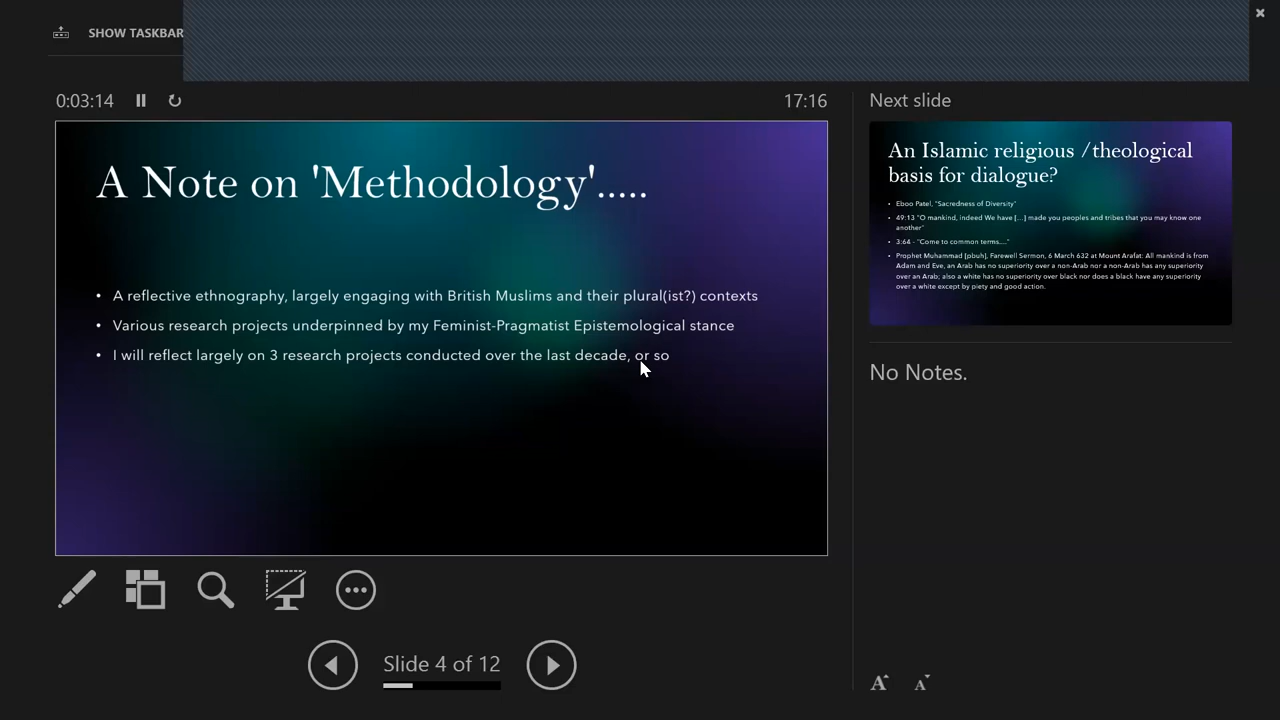 SHOW TASKBAR
0:03:14
17:16
A Note on 'Methodology'.....
• A reflective ethnography, largely engaging with British Muslims and their plural(ist?) contexts
• Various research projects underpinned by my Feminist-Pragmatist Epistemological stance
• I will reflect largely on 3 research projects conducted over the last decade, or so
Slide 4 of 12
Next slide
An Islamic religious /theological
basis for dialogue?
• Eboo Patel, "Sacredness of Diversity"
• 49:13 "O mankind, indeed We have [...] made you peoples and tribes that you may know one
another"
• 3:64 - "Come to common terms...."
• Prophet Muhammad [pbuh], Farewell Sermon, 6 March 632 at Mount Arafat: All mankind is from
Adam and Eve, an Arab has no superiority over a non-Arab nor a non-Arab has any superiority
over an Arab; also a white has no superiority over black nor does a black have any superiority
over a white except by piety and good action.
No Notes.
A A